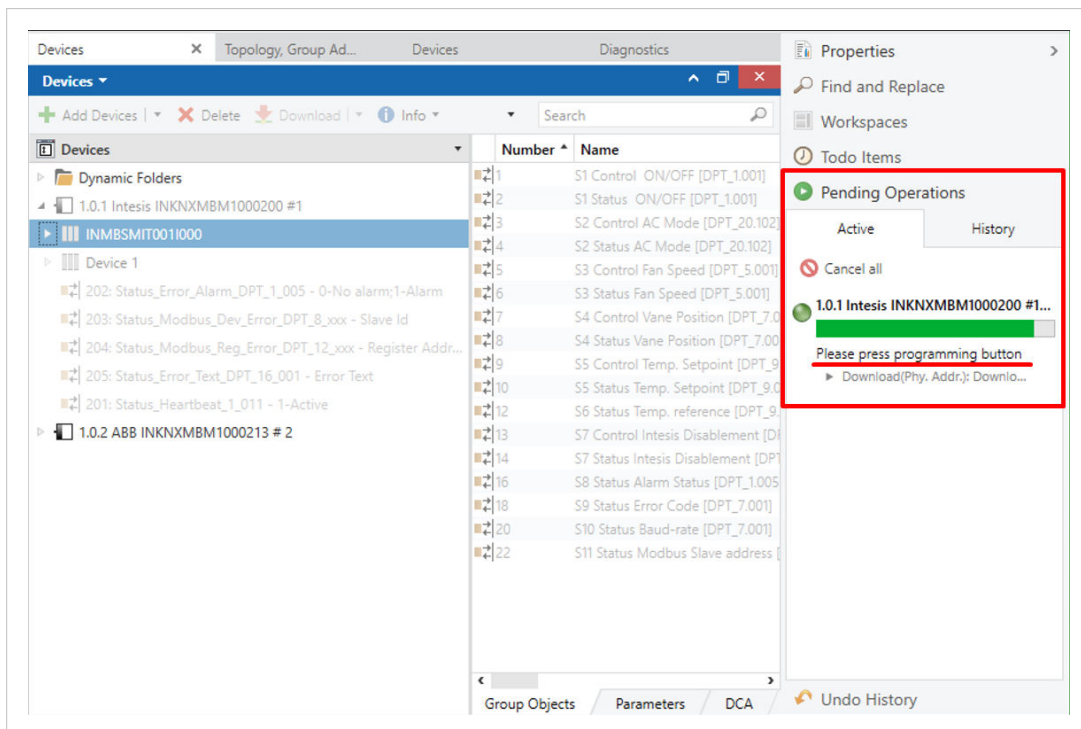 Devices
Topology, Group Ad...
Devices
Diagnostics
Devices
Add Devices
Delete
Download
Info
Search
Devices
Dynamic Folders
1.0.1 Intesis INKNXMBM1000200 #1
INMBSMIT001I000
Device 1
202: Status_Error_Alarm_DPT_1_005 - 0-No alarm;1-Alarm
203: Status_Modbus_Dev_Error_DPT_8_xxx - Slave Id
204: Status_Modbus_Reg_Error_DPT_12_xxx - Register Addr...
205: Status_Error_Text_DPT_16_001 - Error Text
201: Status_Heartbeat_1_011 - 1-Active
1.0.2 ABB INKNXMBM1000213 # 2
Number Name
1 S1 Control ON/OFF [DPT_1.001]
2 S1 Status ON/OFF [DPT_1.001]
3 S2 Control AC Mode [DPT_20.102]
4 S2 Status AC Mode [DPT_20.102]
5 S3 Control Fan Speed [DPT_5.001]
6 S3 Status Fan Speed [DPT_5.001]
7 S4 Control Vane Position [DPT_7.0
8 S4 Status Vane Position [DPT_7.00
9 S5 Control Temp. Setpoint [DPT_9
10 S5 Status Temp. Setpoint [DPT_9.0
12 S6 Status Temp. reference [DPT_9.
13 S7 Control Intesis Disablement [D
14 S7 Status Intesis Disablement [DPT
16 S8 Status Alarm Status [DPT_1.005
18 S9 Status Error Code [DPT_7.001]
20 S10 Status Baud-rate [DPT_7.001]
22 S11 Status Modbus Slave address [
Group Objects
Parameters
DCA
Properties
Find and Replace
Workspaces
Todo Items
Pending Operations
Active
History
Cancel all
1.0.1 Intesis INKNXMBM1000200 #1...
Please press programming button
Download(Phy. Addr.): Downlo...
Undo History